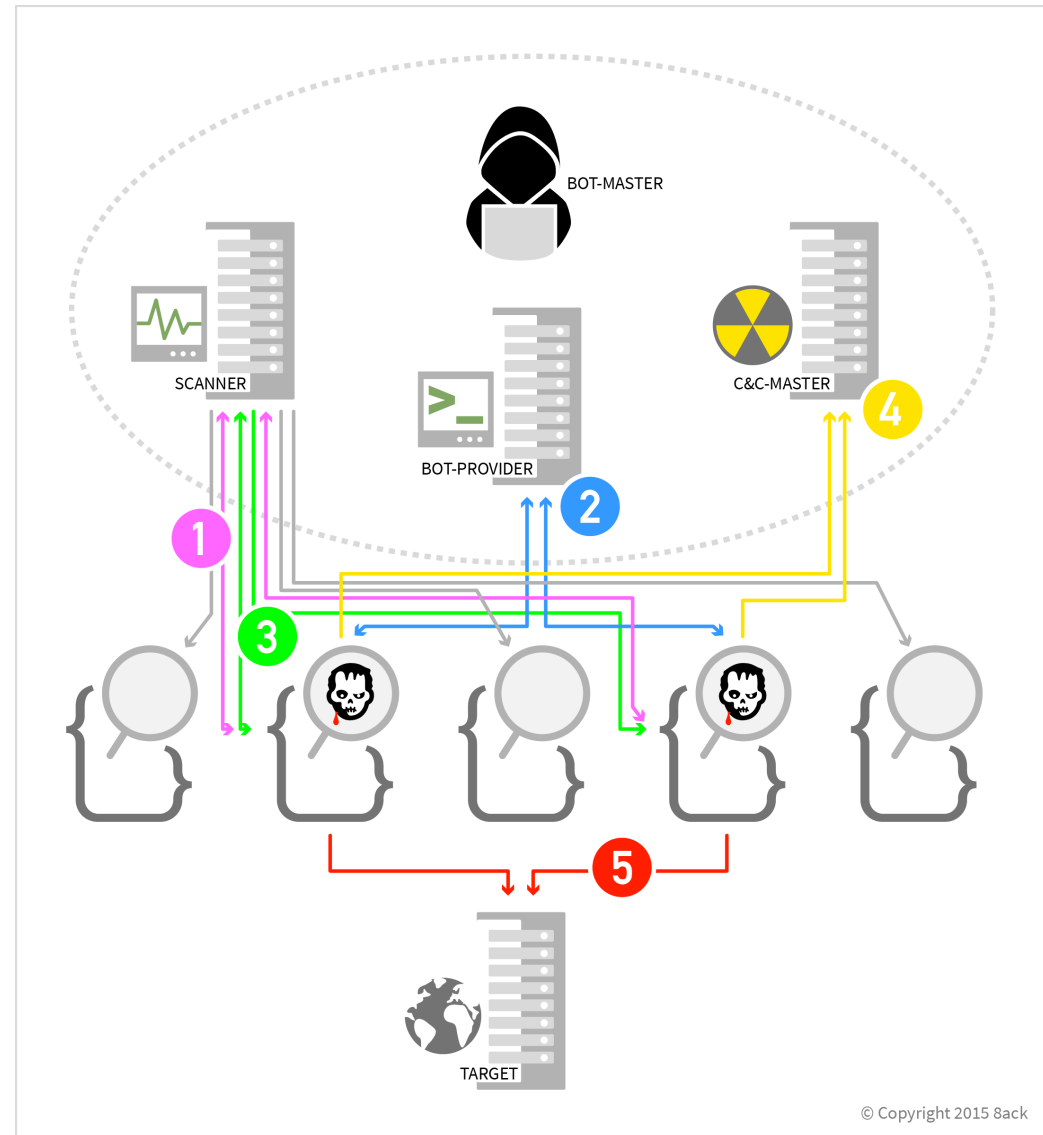 BOT-MASTER
SCANNER
C&C-MASTER
4
>_
BOT-PROVIDER
2
1
3
5
TARGET
© Copyright 2015 8ack